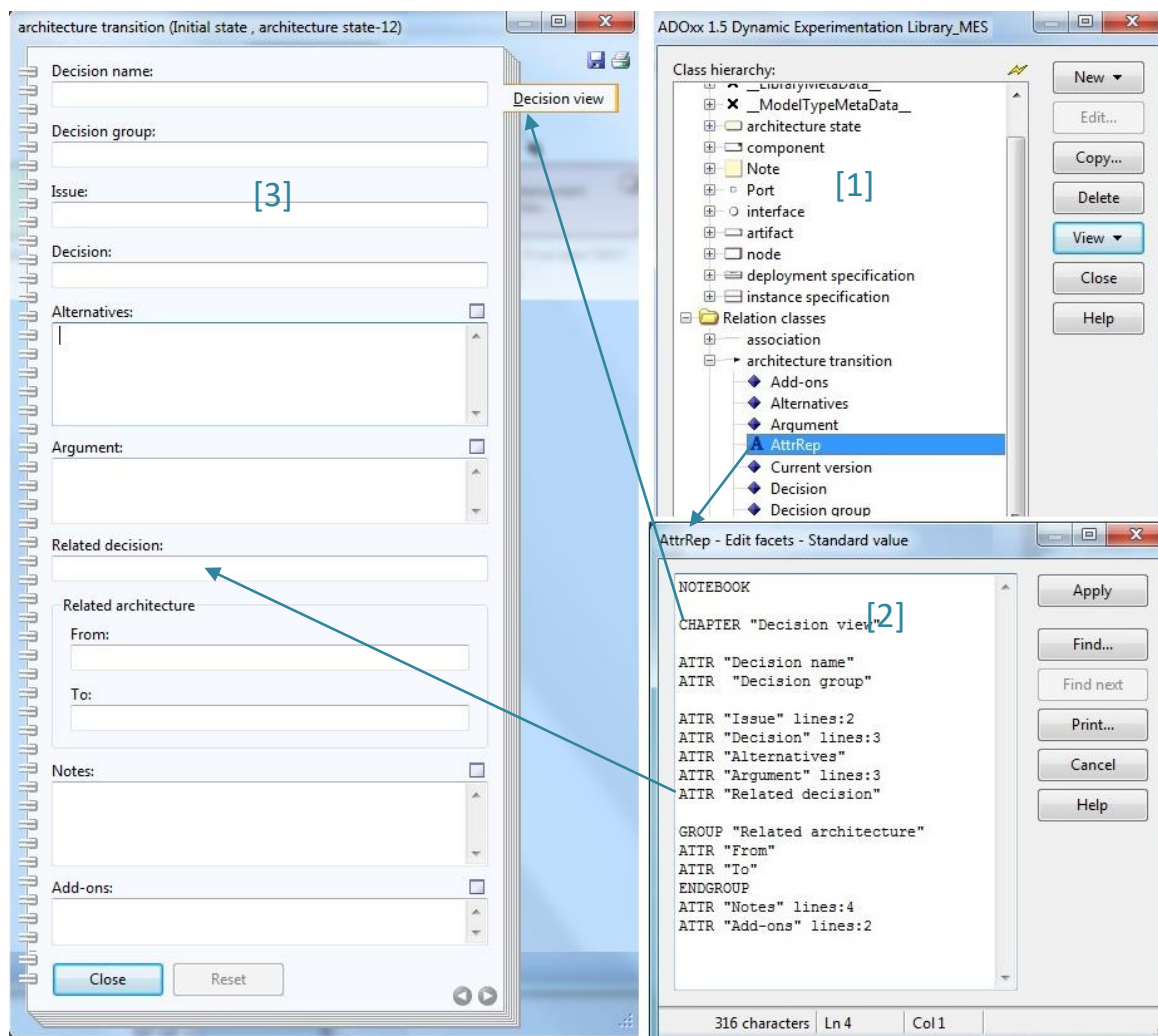 architecture transition (Initial state , architecture state-12)
Decision view
Decision name:
Decision group:
Issue:
[3]
Decision:
Alternatives:
Argument:
Related decision:
Related architecture
From:
To:
Notes:
Add-ons:
Close
Reset
ADOxx 1.5 Dynamic Experimentation Library_MES
Class hierarchy:
__LibraryMetaData__
__ModelTypeMetaData__
architecture state
component
Note
Port
[1]
interface
artifact
node
deployment specification
instance specification
Relation classes
association
architecture transition
Add-ons
Alternatives
Argument
AttrRep
Current version
Decision
Decision group
New
Edit...
Copy...
Delete
View
Close
Help
AttrRep - Edit facets - Standard value
NOTEBOOK
[2]
CHAPTER "Decision view"
ATTR "Decision name"
ATTR  "Decision group"
ATTR "Issue" lines:2
ATTR "Decision" lines:3
ATTR "Alternatives"
ATTR "Argument" lines:3
ATTR "Related decision"
GROUP "Related architecture"
ATTR "From"
ATTR "To"
ENDGROUP
ATTR "Notes" lines:4
ATTR "Add-ons" lines:2
Apply
Find...
Find next
Print...
Cancel
Help
316 characters Ln 4 Col 1